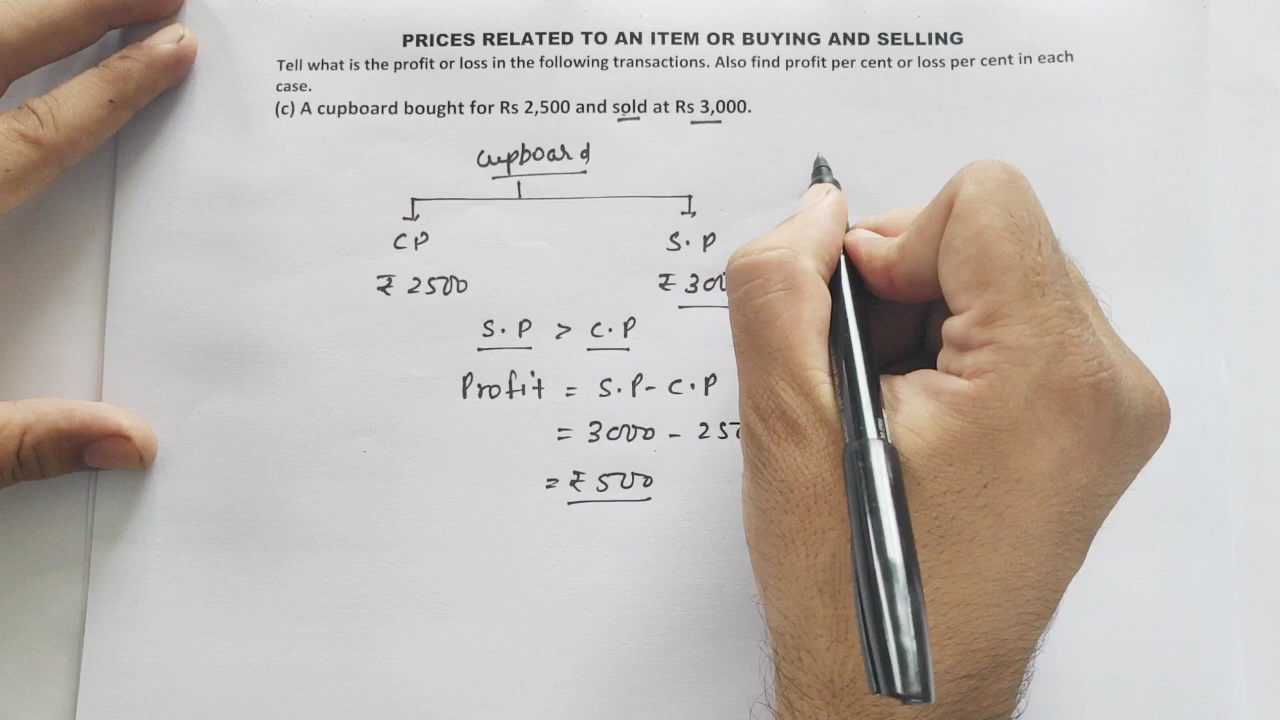 PRICES RELATED TO AN ITEM OR BUYING AND SELLING
Tell what is the profit or loss in the following transactions. Also find profit per cent or loss per cent in each
case.
(c) A cupboard bought for Rs 2,500 and sold at Rs 3,000.
Cupboard
CP S.P
₹ 2500
S.P > C.P
Profit = S.P - C.P
= 3000 -
= ₹ 500